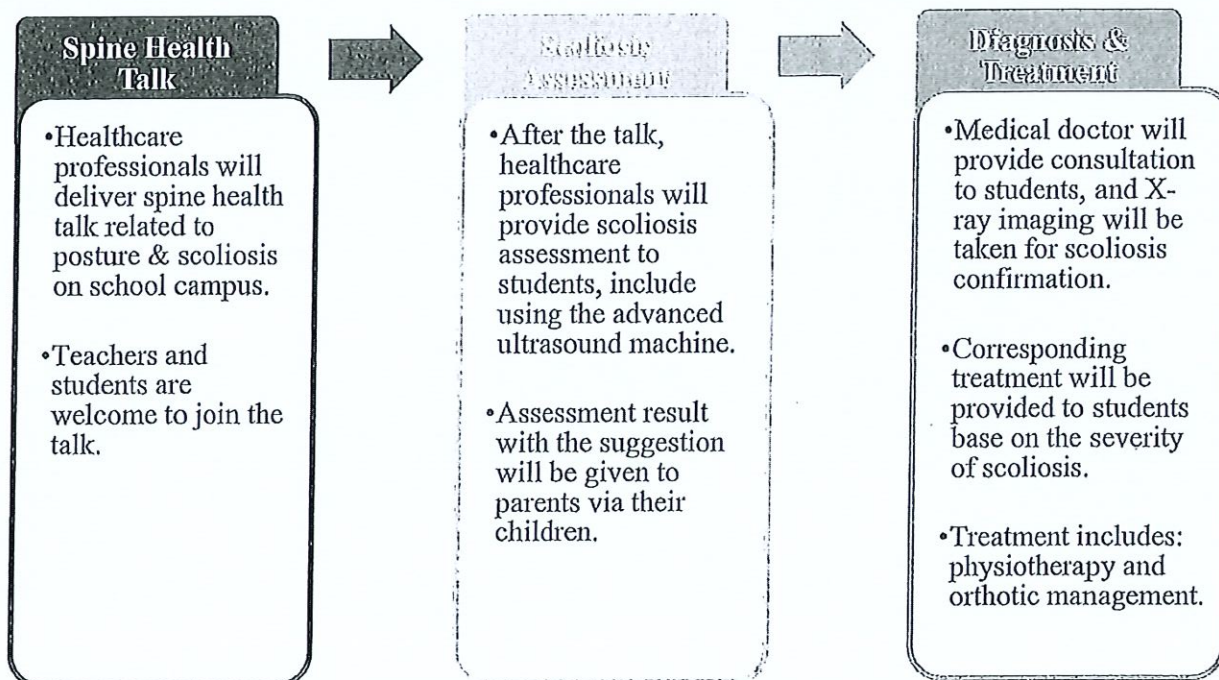 Spine Health
Talk
•Healthcare
professionals will
deliver spine health
talk related to
posture & scoliosis
on school campus.
•Teachers and
students are
welcome to join the
talk.
Scoliosis
Assessment
•After the talk,
healthcare
professionals will
provide scoliosis
assessment to
students, include
using the advanced
ultrasound machine.
•Assessment result
with the suggestion
will be given to
parents via their
children.
Diagnosis &
Treatment
•Medical doctor will
provide consultation
to students, and X-
ray imaging will be
taken for scoliosis
confirmation.
•Corresponding
treatment will be
provided to students
base on the severity
of scoliosis.
•Treatment includes:
physiotherapy and
orthotic management.